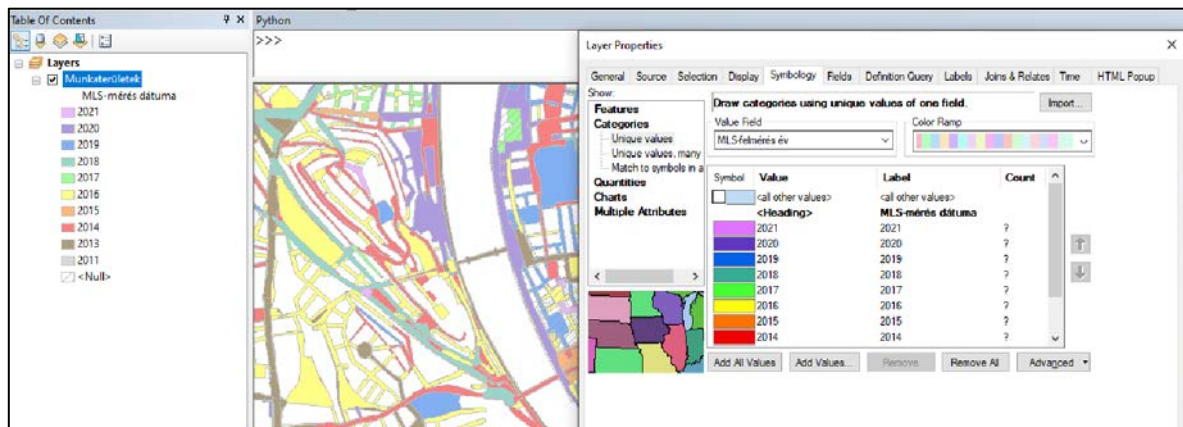 Table Of Contents
Layers
Munkaterületek
MLS-mérés dátuma
2021
2020
2019
2018
2017
2016
2015
2014
2013
2011
<Null>
Python
>>>
Layer Properties
General Source Selection Display Symbology Fields Definition Query Labels Joins & Relates Time HTML Popup
Show:
Features
Categories
Unique values
Unique values, many
Match to symbols in a
Quantities
Charts
Multiple Attributes
Draw categories using unique values of one field.
Import...
Value Field
MLS-felmérés év
Color Ramp
Symbol Value Label Count
<all other values> <all other values>
<Heading> MLS-mérés dátuma
2021 2021 ?
2020 2020 ?
2019 2019 ?
2018 2018 ?
2017 2017 ?
2016 2016 ?
2015 2015 ?
2014 2014 ?
Add All Values Add Values... Remove Remove All Advanced